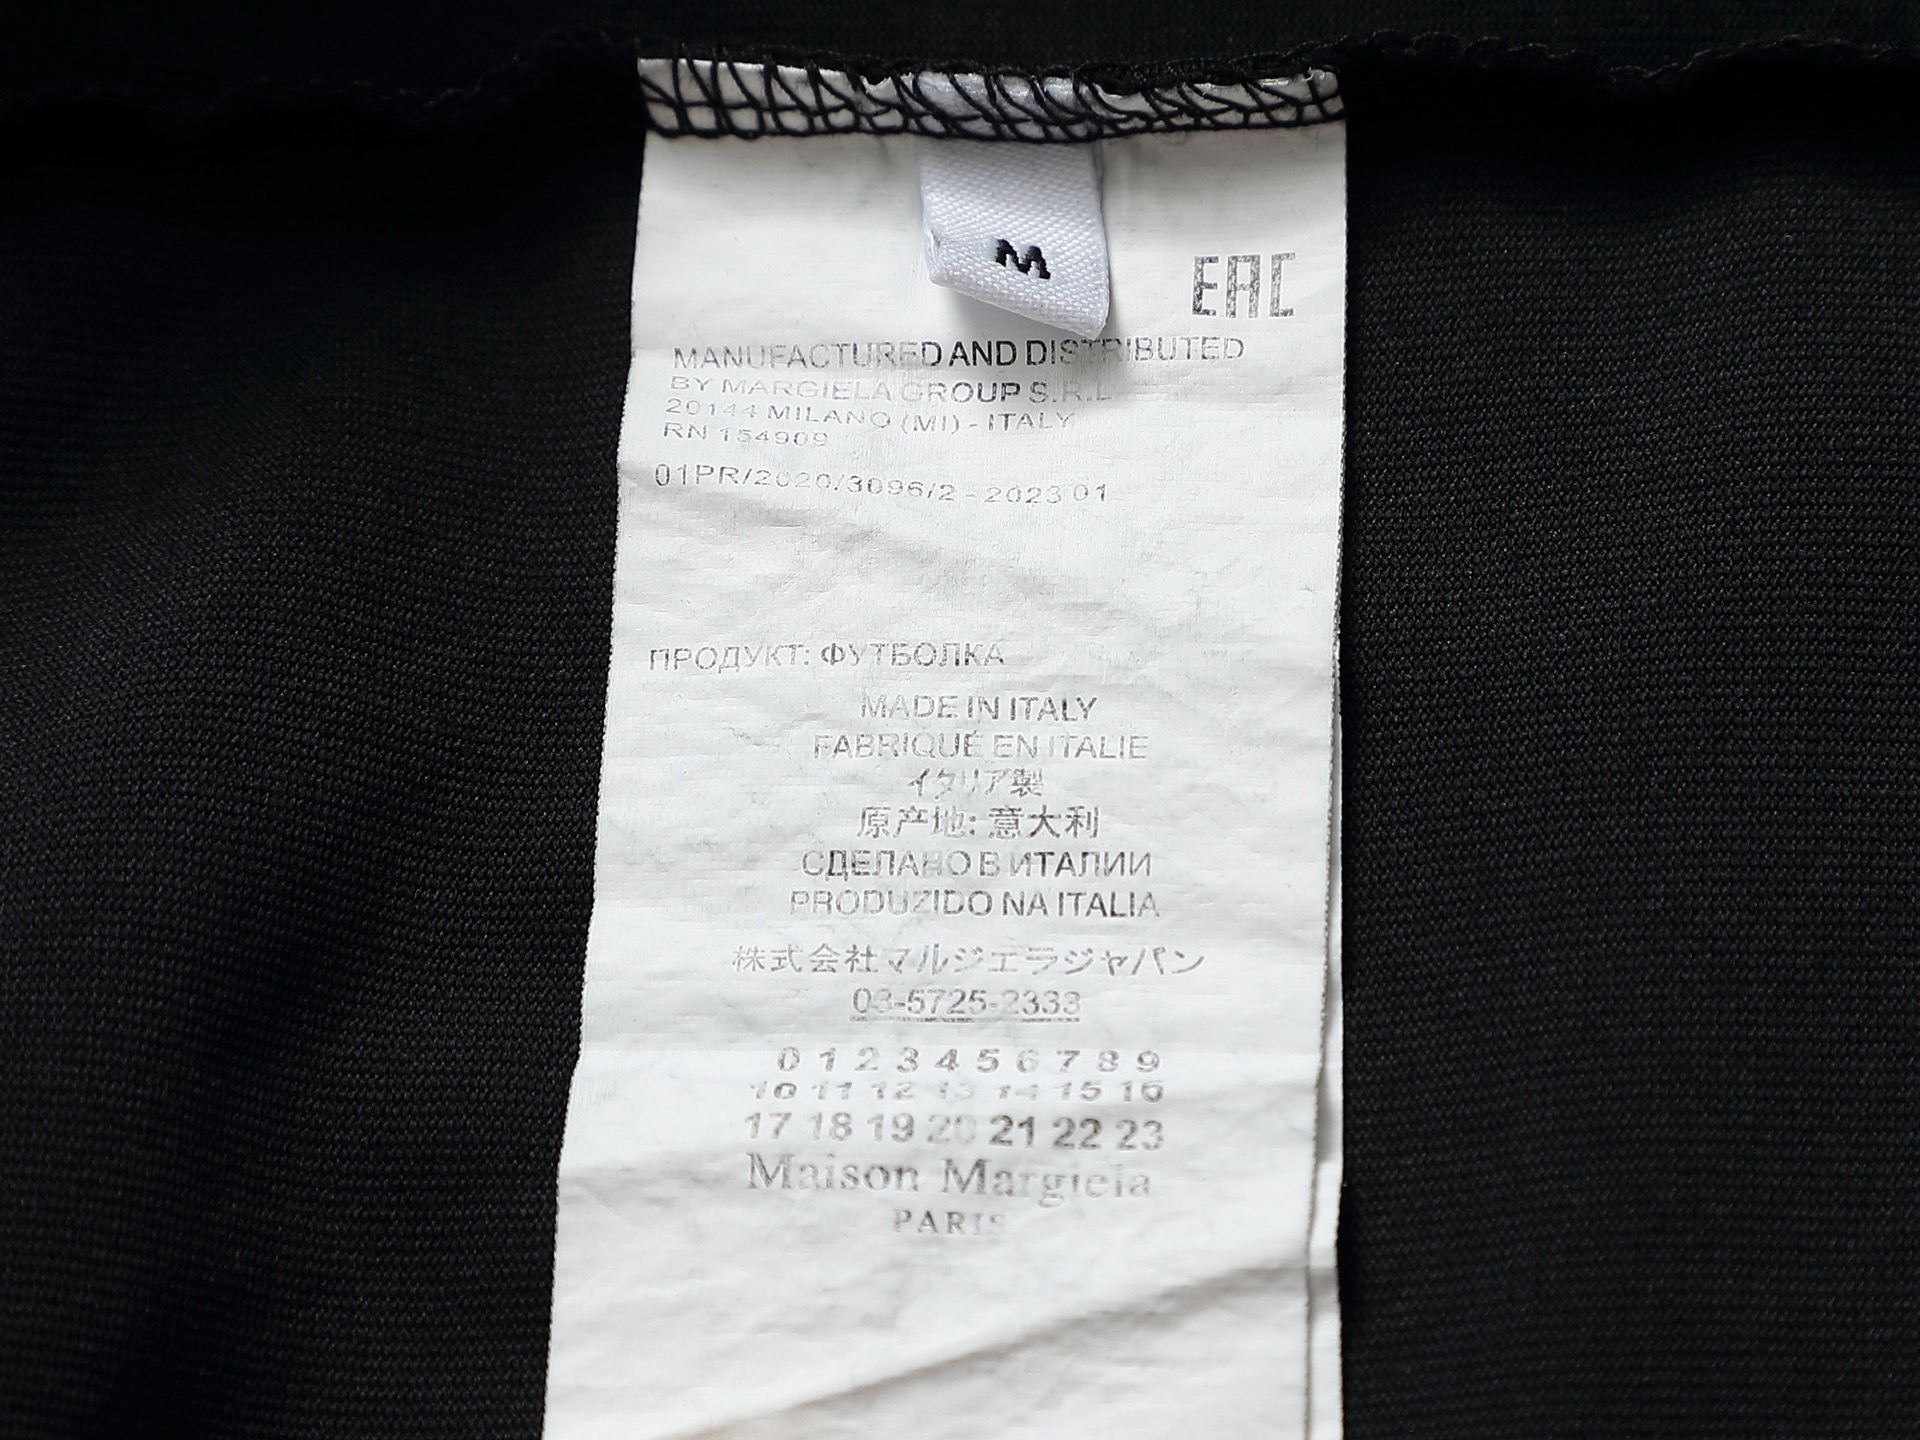 M
EAC
MANUFACTURED AND DISTRIBUTED
BY MARGIELA GROUP S.R.L
20144 MILANO (MI) - ITALY
RN 154909
01PR/2020/3096/2 - 2023 01
ПРОДУКТ: ФУТБОЛКА
MADE IN ITALY
FABRIQUÉ EN ITALIE
イタリア製
原产地: 意大利
СДЕЛАНО В ИТАЛИИ
PRODUZIDO NA ITALIA
株式会社マルジェラジャパン
03-5725-2333
0 1 2 3 4 5 6 7 8 9
10 11 12 13 14 15 16
17 18 19 20 21 22 23
Maison Margiela
PARIS